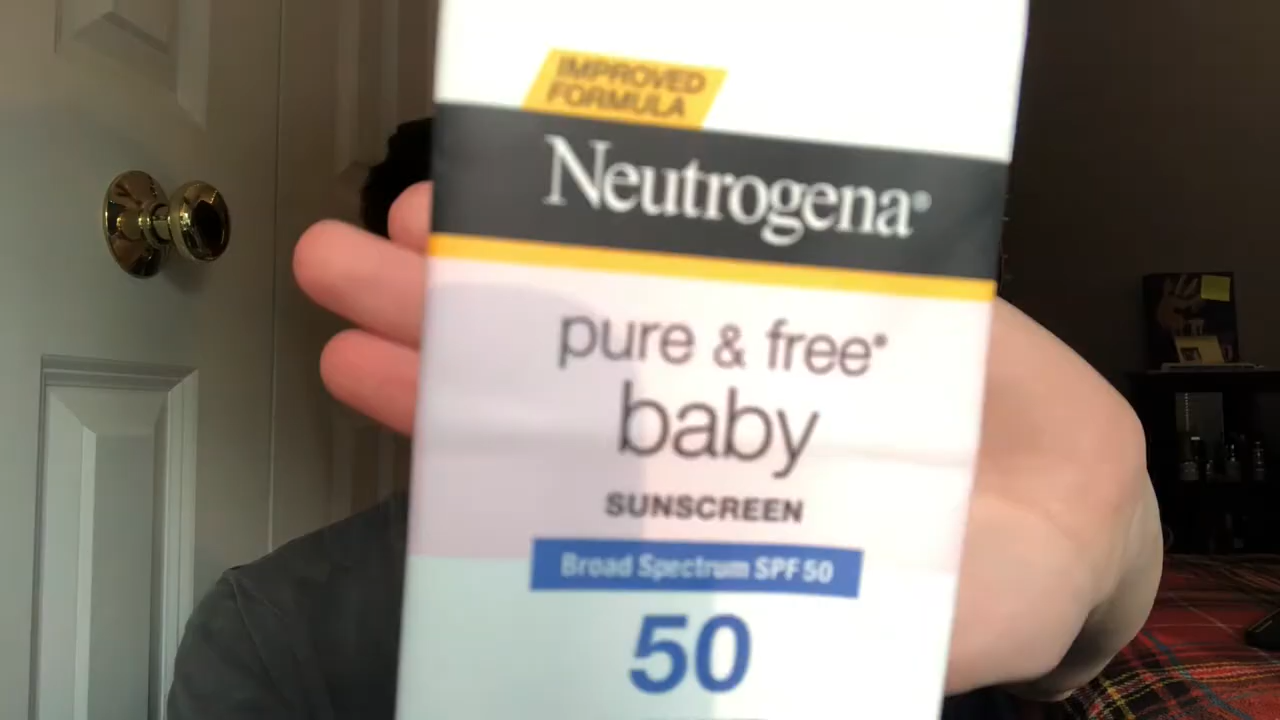 IMPROVED
FORMULA
Neutrogena®
pure & free®
baby
SUNSCREEN
Broad Spectrum SPF 50
50